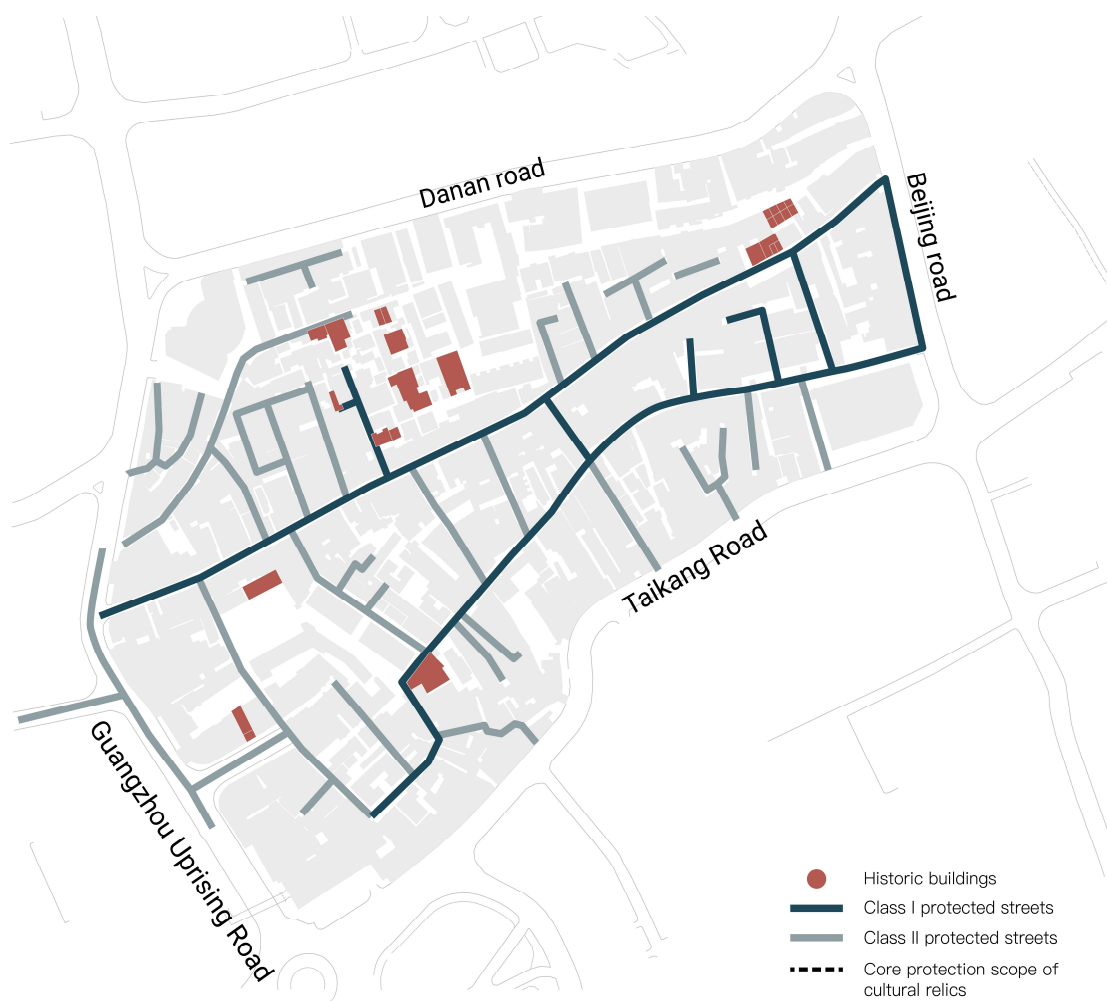 Danan road
Beijing road
Taikang Road
Guangzhou Uprising Road
Historic buildings
Class I protected streets
Class II protected streets
Core protection scope of
cultural relics